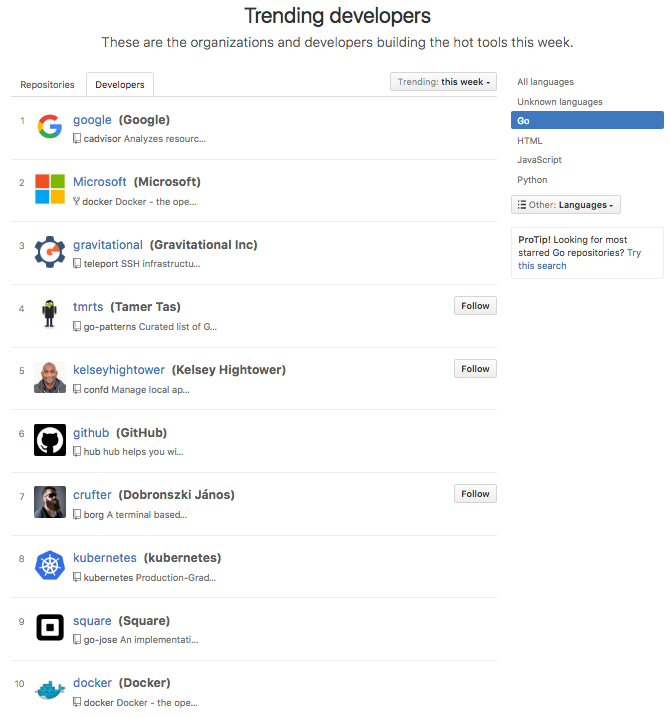 Trending developers
These are the organizations and developers building the hot tools this week.
Repositories
Developers
Trending: this week
1
google (Google)
cadvisor Analyzes resourc...
2
Microsoft (Microsoft)
docker Docker - the ope...
3
gravitational (Gravitational Inc)
teleport SSH infrastructu...
4
tmrts (Tamer Tas)
go-patterns Curated list of G...
Follow
5
kelseyhightower (Kelsey Hightower)
confd Manage local ap...
Follow
6
github (GitHub)
hub hub helps you wi...
7
crufter (Dobronszki János)
borg A terminal based...
Follow
8
kubernetes (kubernetes)
kubernetes Production-Grad...
9
square (Square)
go-jose An implementati...
10
docker (Docker)
docker Docker - the ope...
All languages
Unknown languages
Go
HTML
JavaScript
Python
Other: Languages
ProTip! Looking for most
starred Go repositories? Try
this search